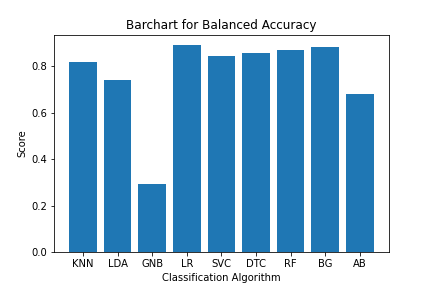 Barchart for Balanced Accuracy
Score
0.8
0.6
0.4
0.2
0.0
KNN LDA GNB LR SVC DTC RF BG AB
Classification Algorithm